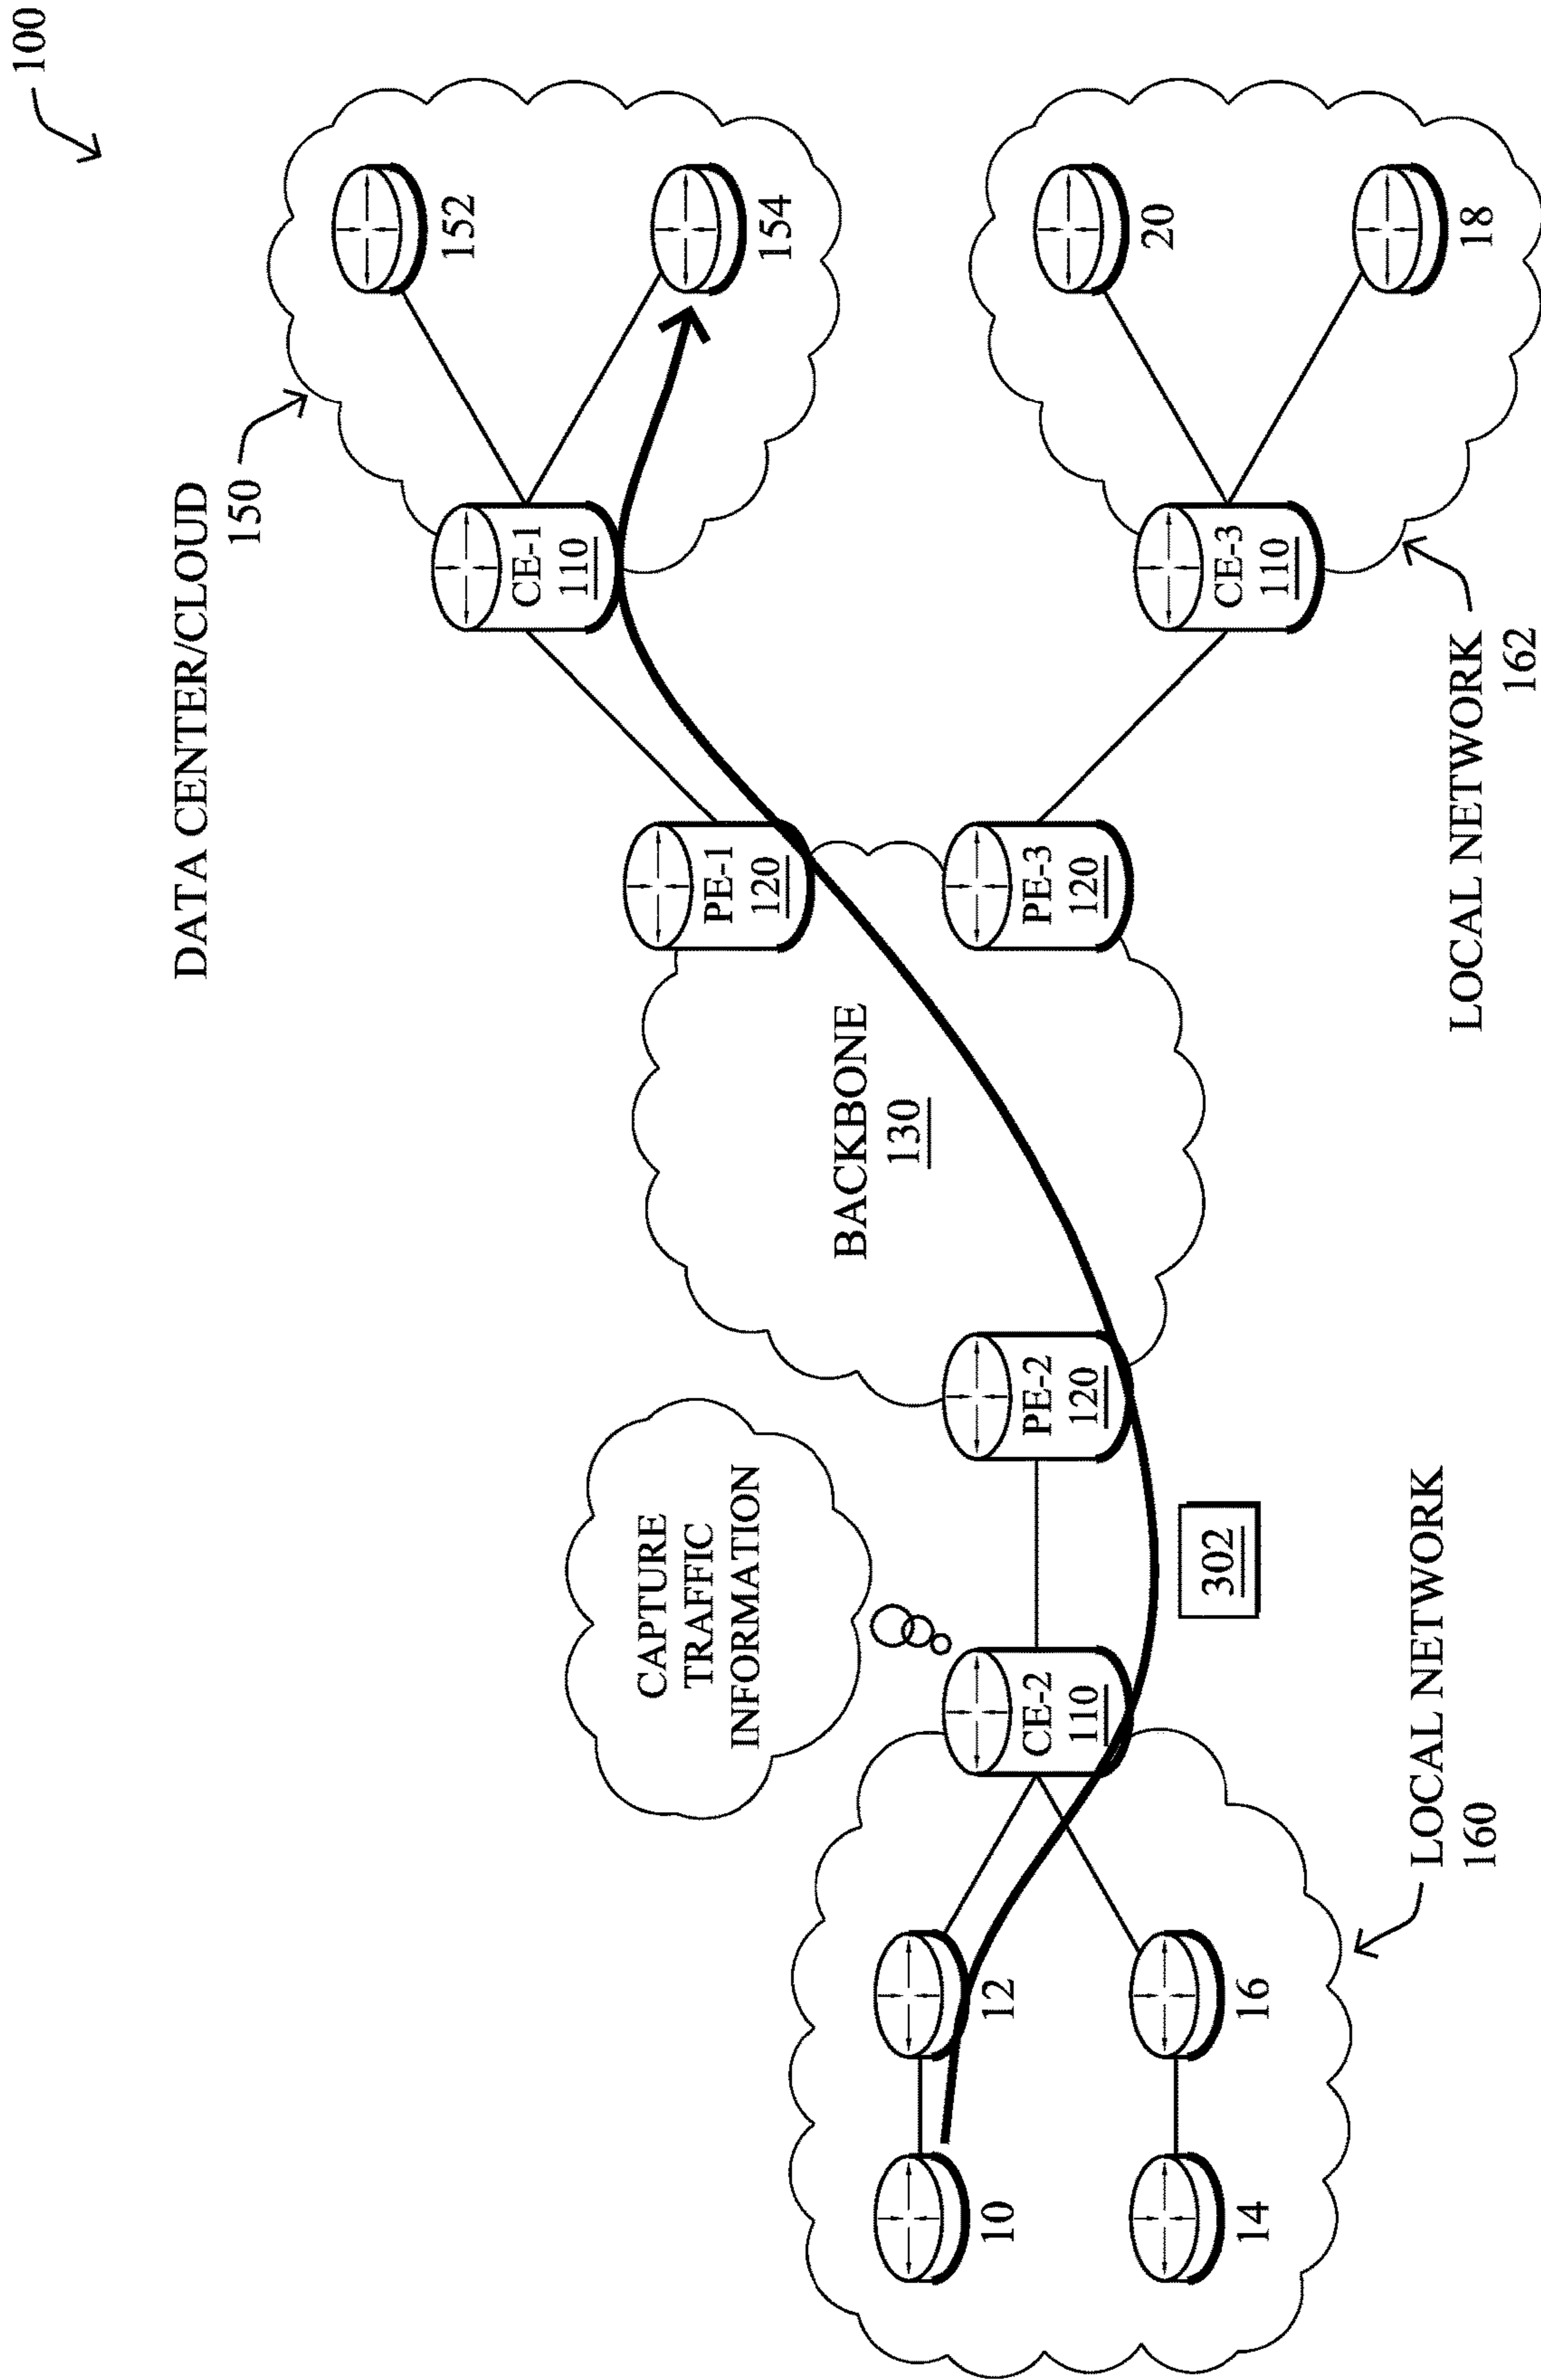 100
DATA CENTER/CLOUD
150
152
154
CE-1
110
PE-1
120
BACKBONE
130
PE-3
120
CE-3
110
20
18
LOCAL NETWORK
162
CAPTURE
TRAFFIC
INFORMATION
PE-2
120
302
CE-2
110
10
12
14
16
LOCAL NETWORK
160